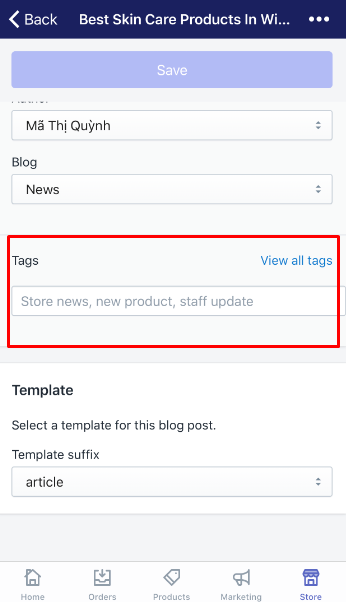 Back Best Skin Care Products In Wi...
Save
Author
Mã Thị Quỳnh
Blog
News
Tags View all tags
Store news, new product, staff update
Template
Select a template for this blog post.
Template suffix
article
Home Orders Products Marketing Store